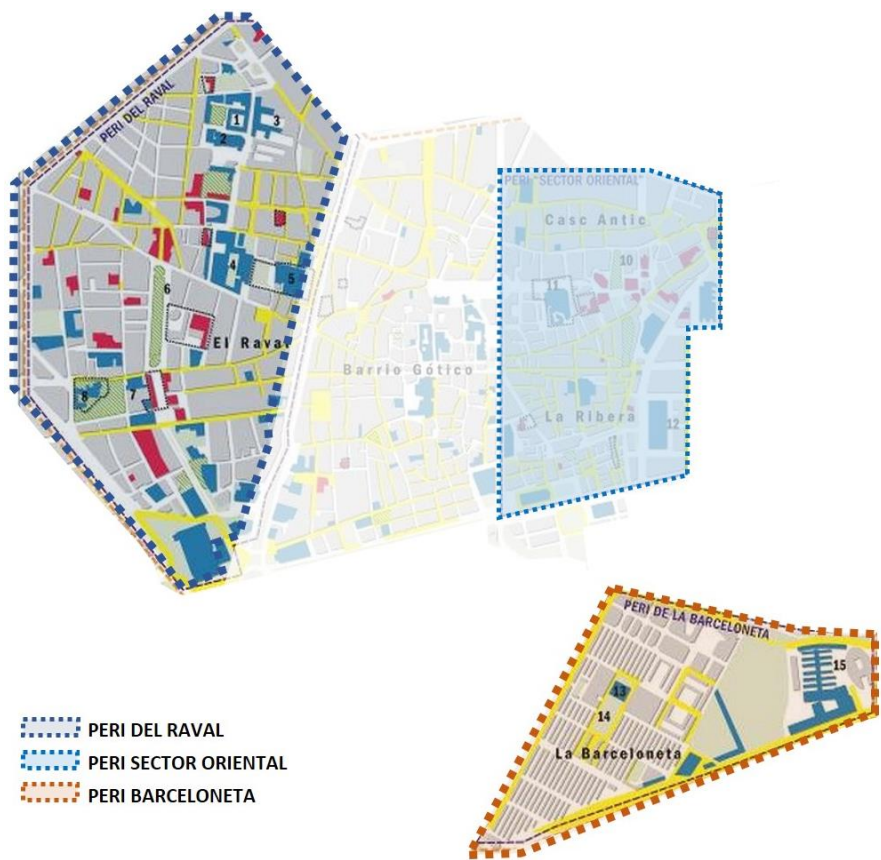 PERI DEL RAVAL
1
3
2
PERI "SECTOR ORIENTAL"
Casc Antic
4
5
10
6
11
El Raval
Barrio Gótico
8
7
La Ribera
12
PERI DE LA BARCELONETA
15
13
14
La Barceloneta
PERI DEL RAVAL
PERI SECTOR ORIENTAL
PERI BARCELONETA